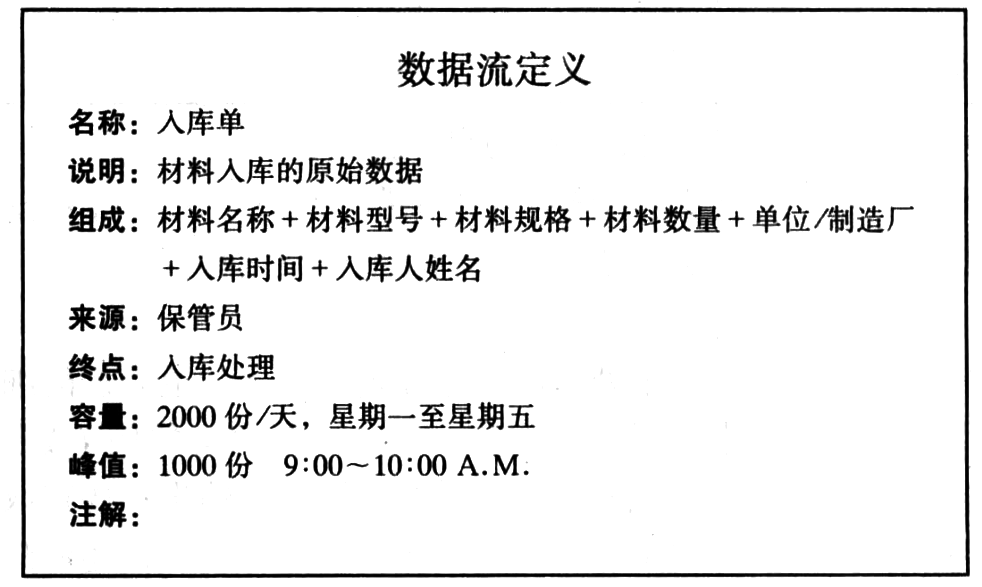 数据流定义
名称：入库单
说明：材料入库的原始数据
组成：材料名称＋材料型号＋材料规格＋材料数量＋单位/制造厂
＋入库时间＋入库人姓名
来源：保管员
终点：入库处理
容量：2000 份/天，星期一至星期五
峰值：1000 份 9:00～10:00 A.M.
注解：